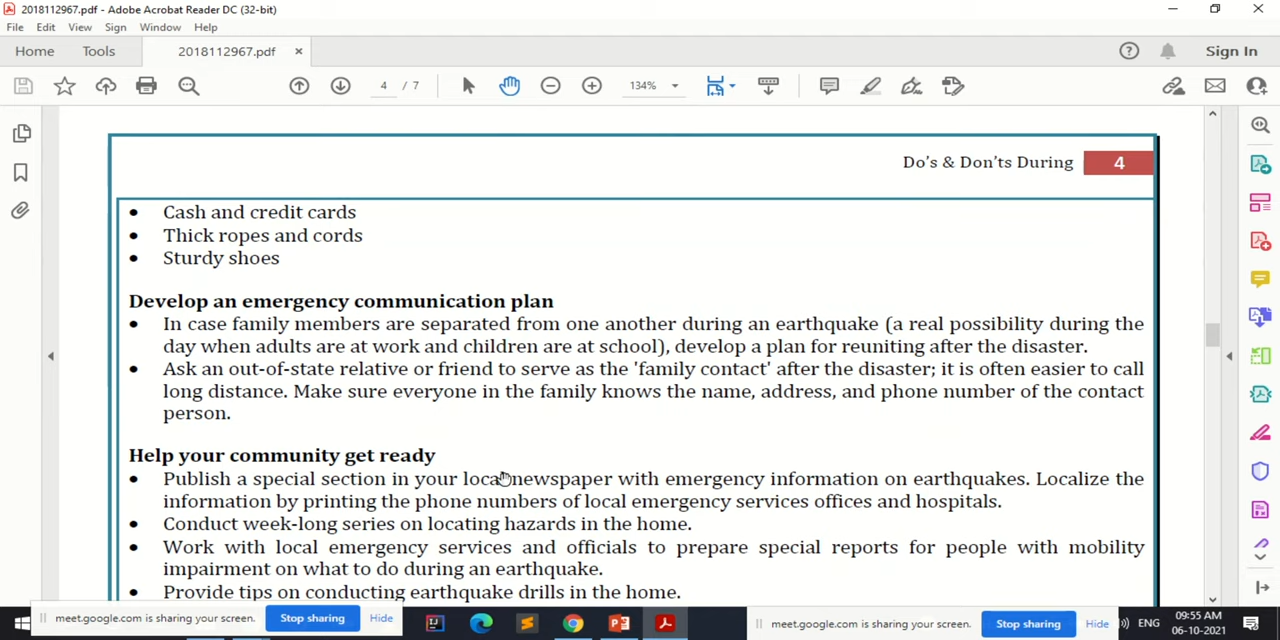 2018112967.pdf - Adobe Acrobat Reader DC (32-bit)
File Edit View Sign Window Help
Home Tools 2018112967.pdf × Sign In
4 / 7 134%
Do's & Don'ts During 4
• Cash and credit cards
• Thick ropes and cords
• Sturdy shoes
Develop an emergency communication plan
• In case family members are separated from one another during an earthquake (a real possibility during the
day when adults are at work and children are at school), develop a plan for reuniting after the disaster.
• Ask an out-of-state relative or friend to serve as the 'family contact' after the disaster; it is often easier to call
long distance. Make sure everyone in the family knows the name, address, and phone number of the contact
person.
Help your community get ready
• Publish a special section in your local newspaper with emergency information on earthquakes. Localize the
information by printing the phone numbers of local emergency services offices and hospitals.
• Conduct week-long series on locating hazards in the home.
• Work with local emergency services and officials to prepare special reports for people with mobility
impairment on what to do during an earthquake.
• Provide tips on conducting earthquake drills in the home.
meet.google.com is sharing your screen. Stop sharing Hide
meet.google.com is sharing your screen. Stop sharing Hide
ENG
09:55 AM
06-10-2021